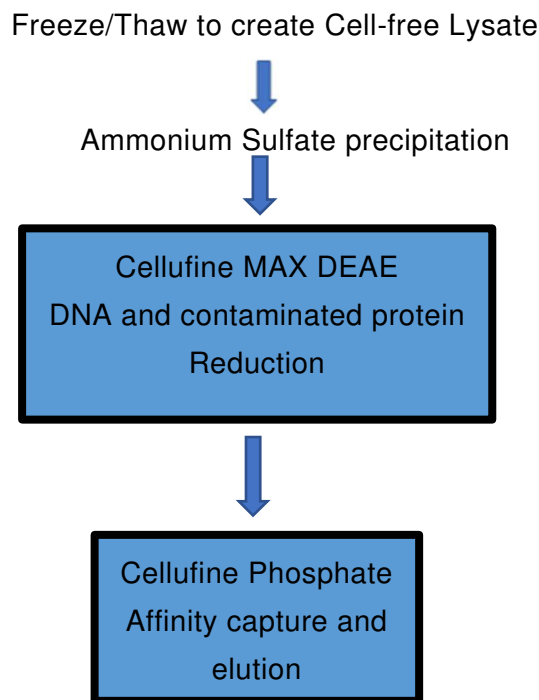 Freeze/Thaw to create Cell-free Lysate
Ammonium Sulfate precipitation
Cellufine MAX DEAE
DNA and contaminated protein
Reduction
Cellufine Phosphate
Affinity capture and
elution